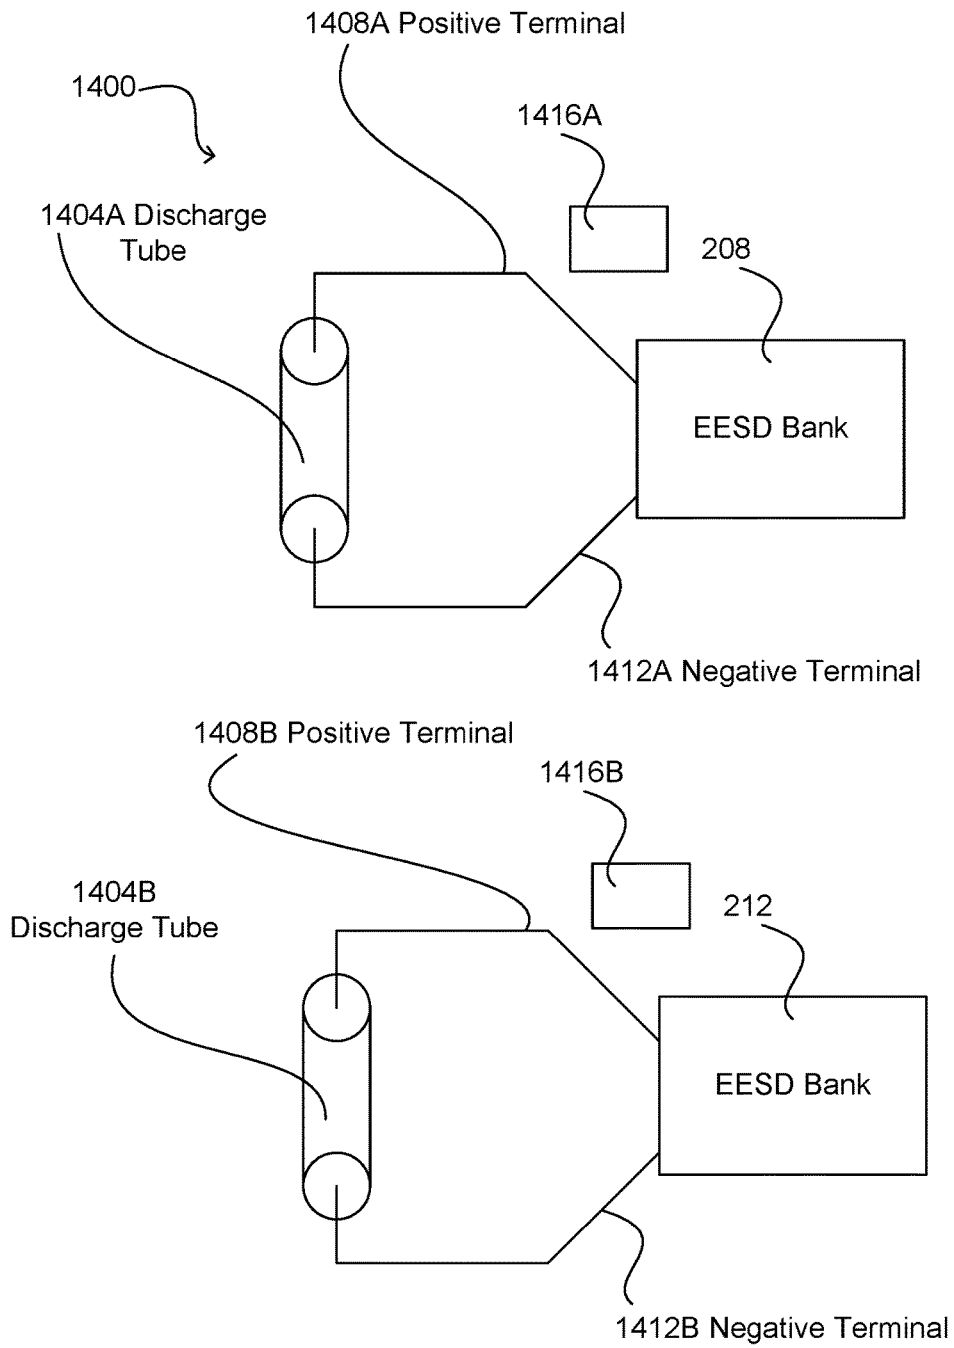 1408A Positive Terminal
1400
1416A
1404A Discharge
Tube
208
EESD Bank
1412A Negative Terminal
1408B Positive Terminal
1416B
1404B
Discharge Tube
212
EESD Bank
1412B Negative Terminal